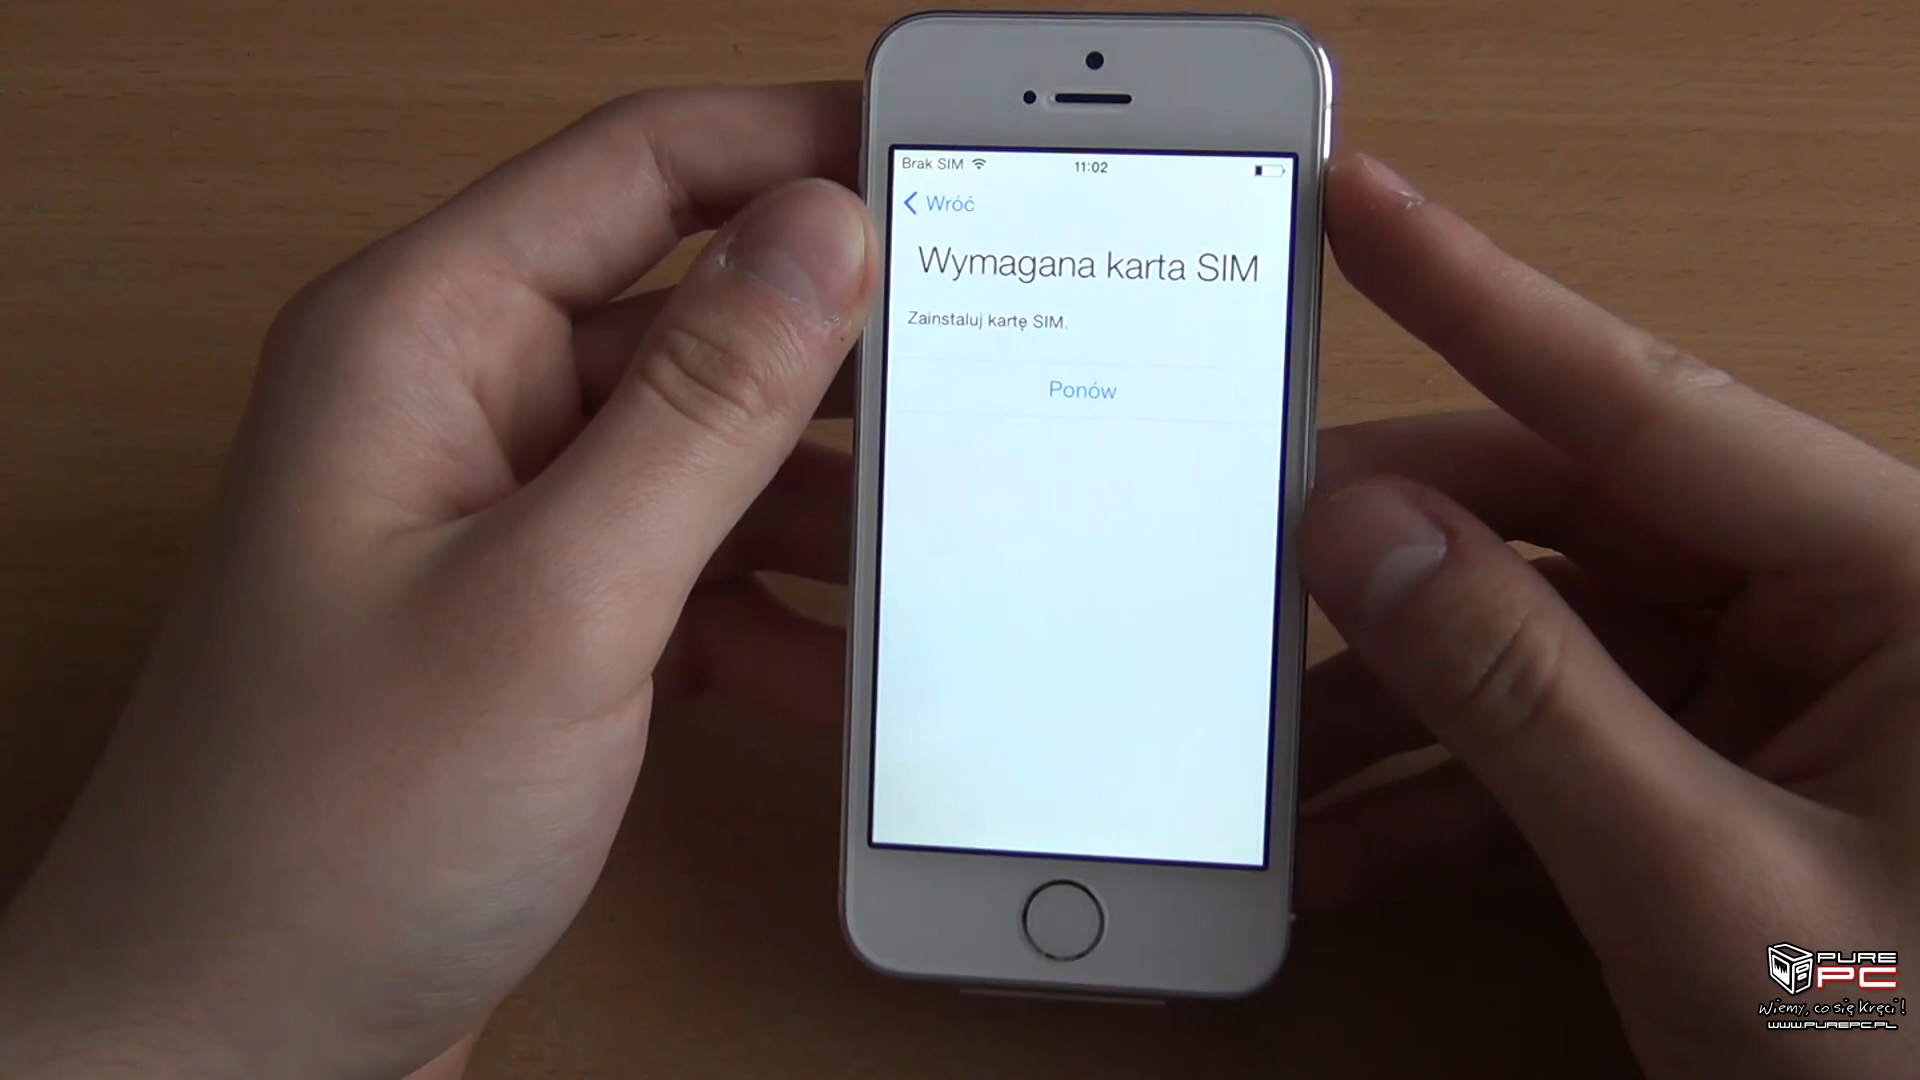 Brak SIM 11:02
Wróć
Wymagana karta SIM
Zainstaluj kartę SIM.
Ponów
PURE
PC
Wiemy, co się kręci!
WWW.PUREPC.PL